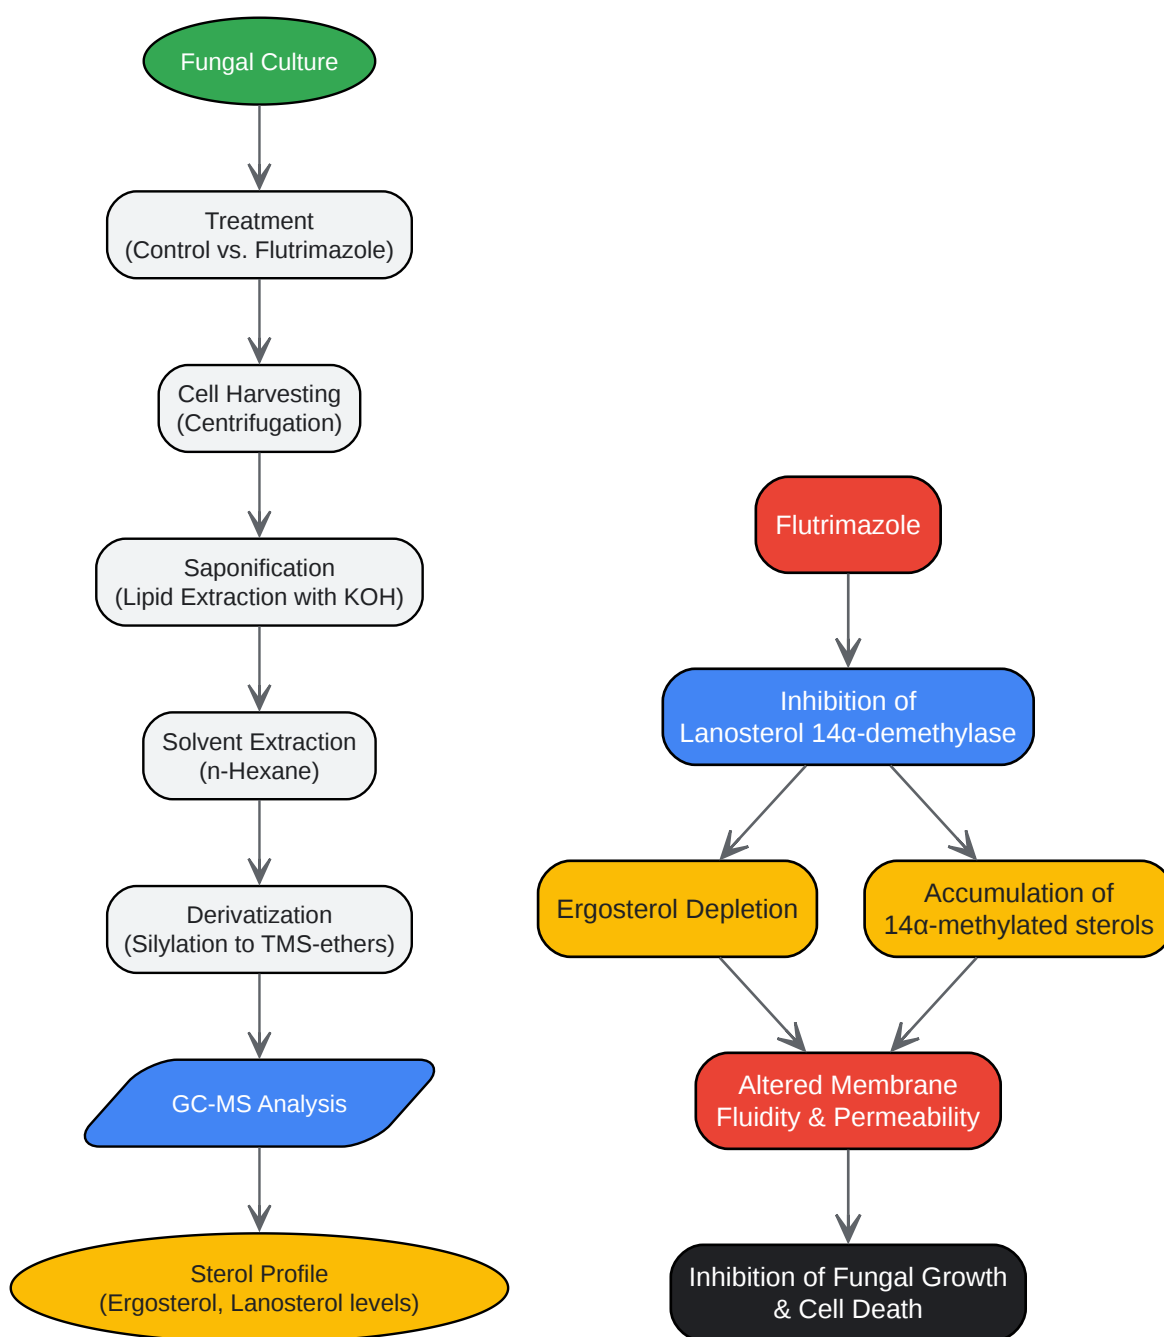 Fungal Culture
Treatment
(Control vs. Flutrimazole)
Cell Harvesting
(Centrifugation)
Saponification
(Lipid Extraction with KOH)
Solvent Extraction
(n-Hexane)
Derivatization
(Silylation to TMS-ethers)
GC-MS Analysis
Sterol Profile
(Ergosterol, Lanosterol levels)
Flutrimazole
Inhibition of
Lanosterol 14α-demethylase
Ergosterol Depletion
Accumulation of
14α-methylated sterols
Altered Membrane
Fluidity & Permeability
Inhibition of Fungal Growth
& Cell Death